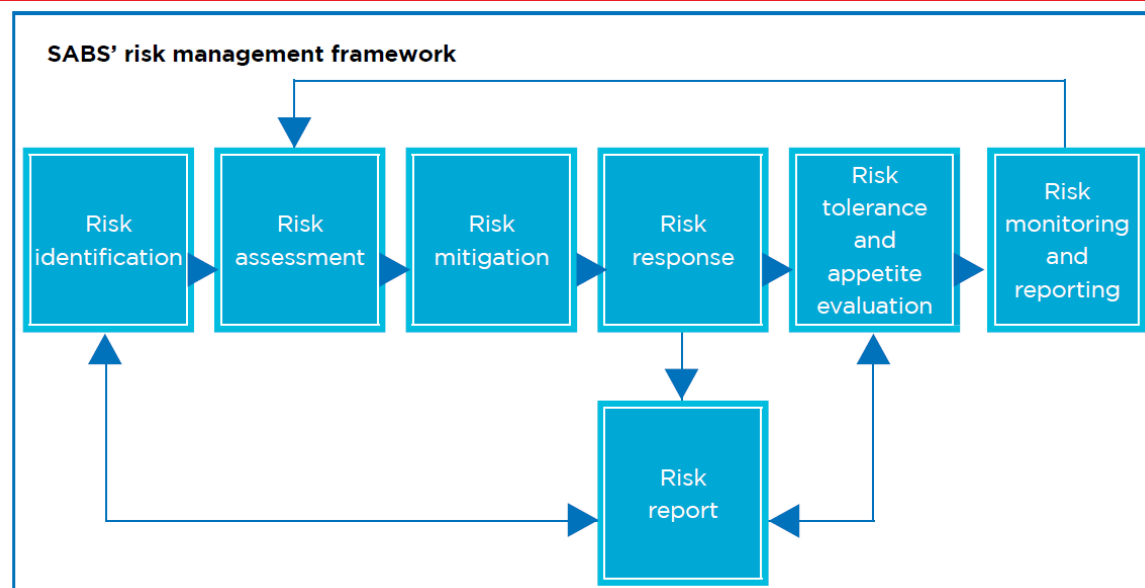 SABS’ risk management framework
Risk
identification
Risk
assessment
Risk
mitigation
Risk
response
Risk
tolerance
and
appetite
evaluation
Risk
monitoring
and
reporting
Risk
report